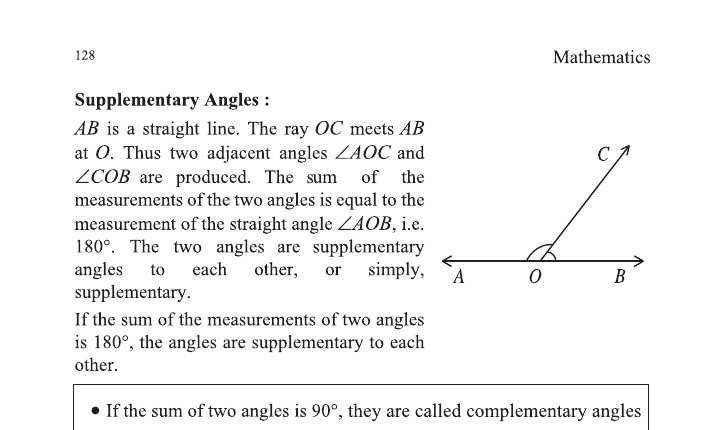 128
Mathematics
Supplementary Angles :
AB is a straight line. The ray OC meets AB
at O. Thus two adjacent angles ∠AOC and
∠COB are produced. The sum of the
measurements of the two angles is equal to the
measurement of the straight angle ∠AOB, i.e.
180°. The two angles are supplementary
angles to each other, or simply,
supplementary.
If the sum of the measurements of two angles
is 180°, the angles are supplementary to each
other.
C
A
O
B
● If the sum of two angles is 90°, they are called complementary angles